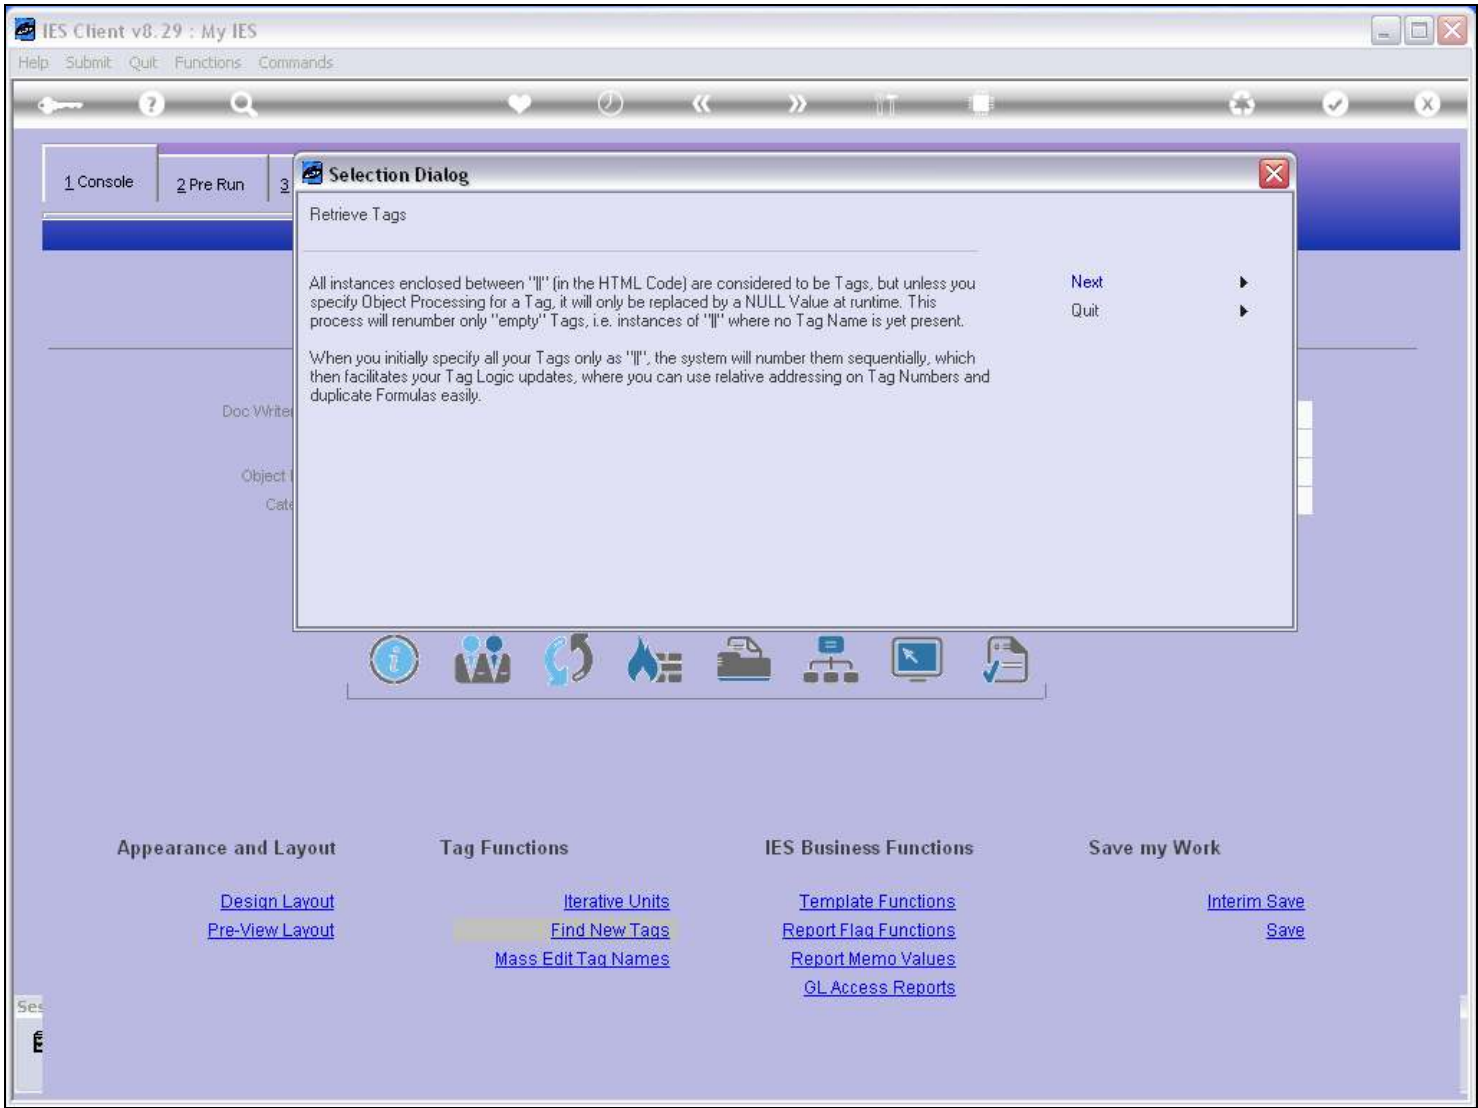 IES Client v8.29 : My IES
Help Submit Quit Functions Commands
1 Console
2 Pre Run
3
Selection Dialog
Retrieve Tags
All instances enclosed between "||" (in the HTML Code) are considered to be Tags, but unless you
specify Object Processing for a Tag, it will only be replaced by a NULL Value at runtime. This
process will renumber only "empty" Tags, i.e. instances of "||" where no Tag Name is yet present.
When you initially specify all your Tags only as "||", the system will number them sequentially, which
then facilitates your Tag Logic updates, where you can use relative addressing on Tag Numbers and
duplicate Formulas easily.
Next
Quit
Doc Writer
Object
Cate
Appearance and Layout
Design Layout
Pre-View Layout
Tag Functions
Iterative Units
Find New Tags
Mass Edit Tag Names
IES Business Functions
Template Functions
Report Flag Functions
Report Memo Values
GL Access Reports
Save my Work
Interim Save
Save
Ses